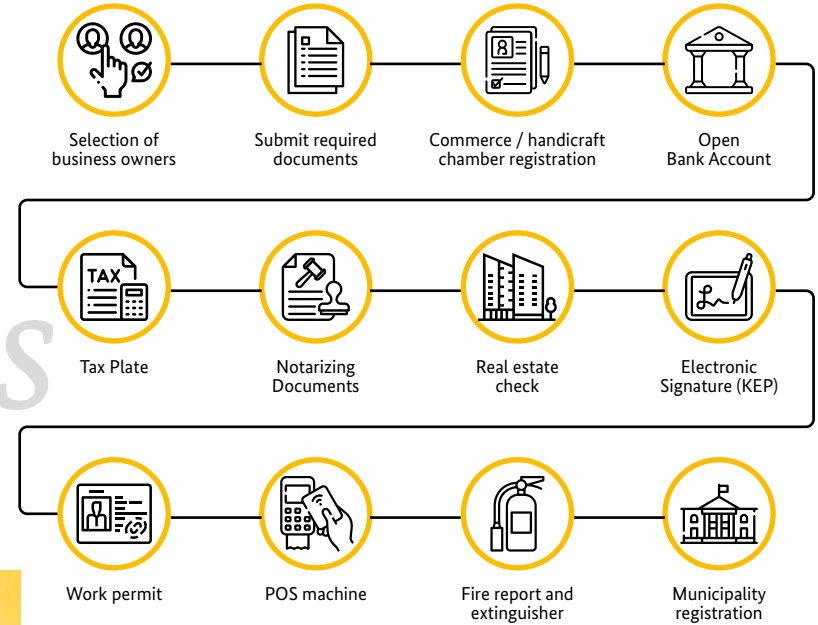 Selection of
business owners
Submit required
documents
Commerce / handicraft
chamber registration
Open
Bank Account
TAX
Tax Plate
Notarizing
Documents
Real estate
check
Electronic
Signature (KEP)
s
Work permit
POS machine
Fire report and
extinguisher
Municipality
registration